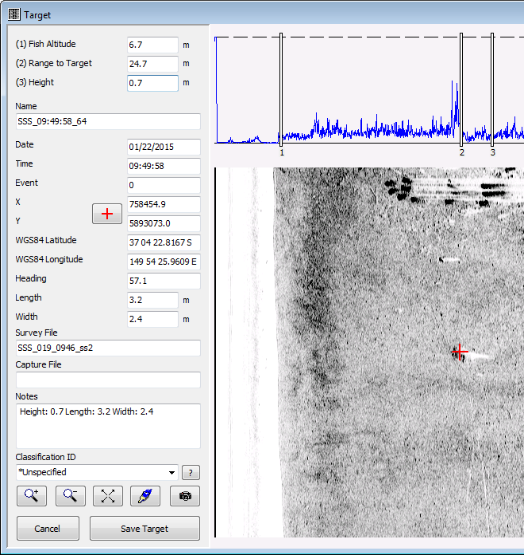 Target
(1) Fish Altitude 6.7 m
(2) Range to Target 24.7 m
(3) Height 0.7 m
Name
SSS_09:49:58_64
Date 01/22/2015
Time 09:49:58
Event 0
X 758454.9
Y 5893073.0
WGS84 Latitude 37 04 22.8167 S
WGS84 Longitude 149 54 25.9609 E
Heading 57.1
Length 3.2 m
Width 2.4 m
Survey File
SSS_019_0946_ss2
Capture File
Notes
Height: 0.7 Length: 3.2 Width: 2.4
Classification ID
*Unspecified ?
Cancel Save Target
1 2 3